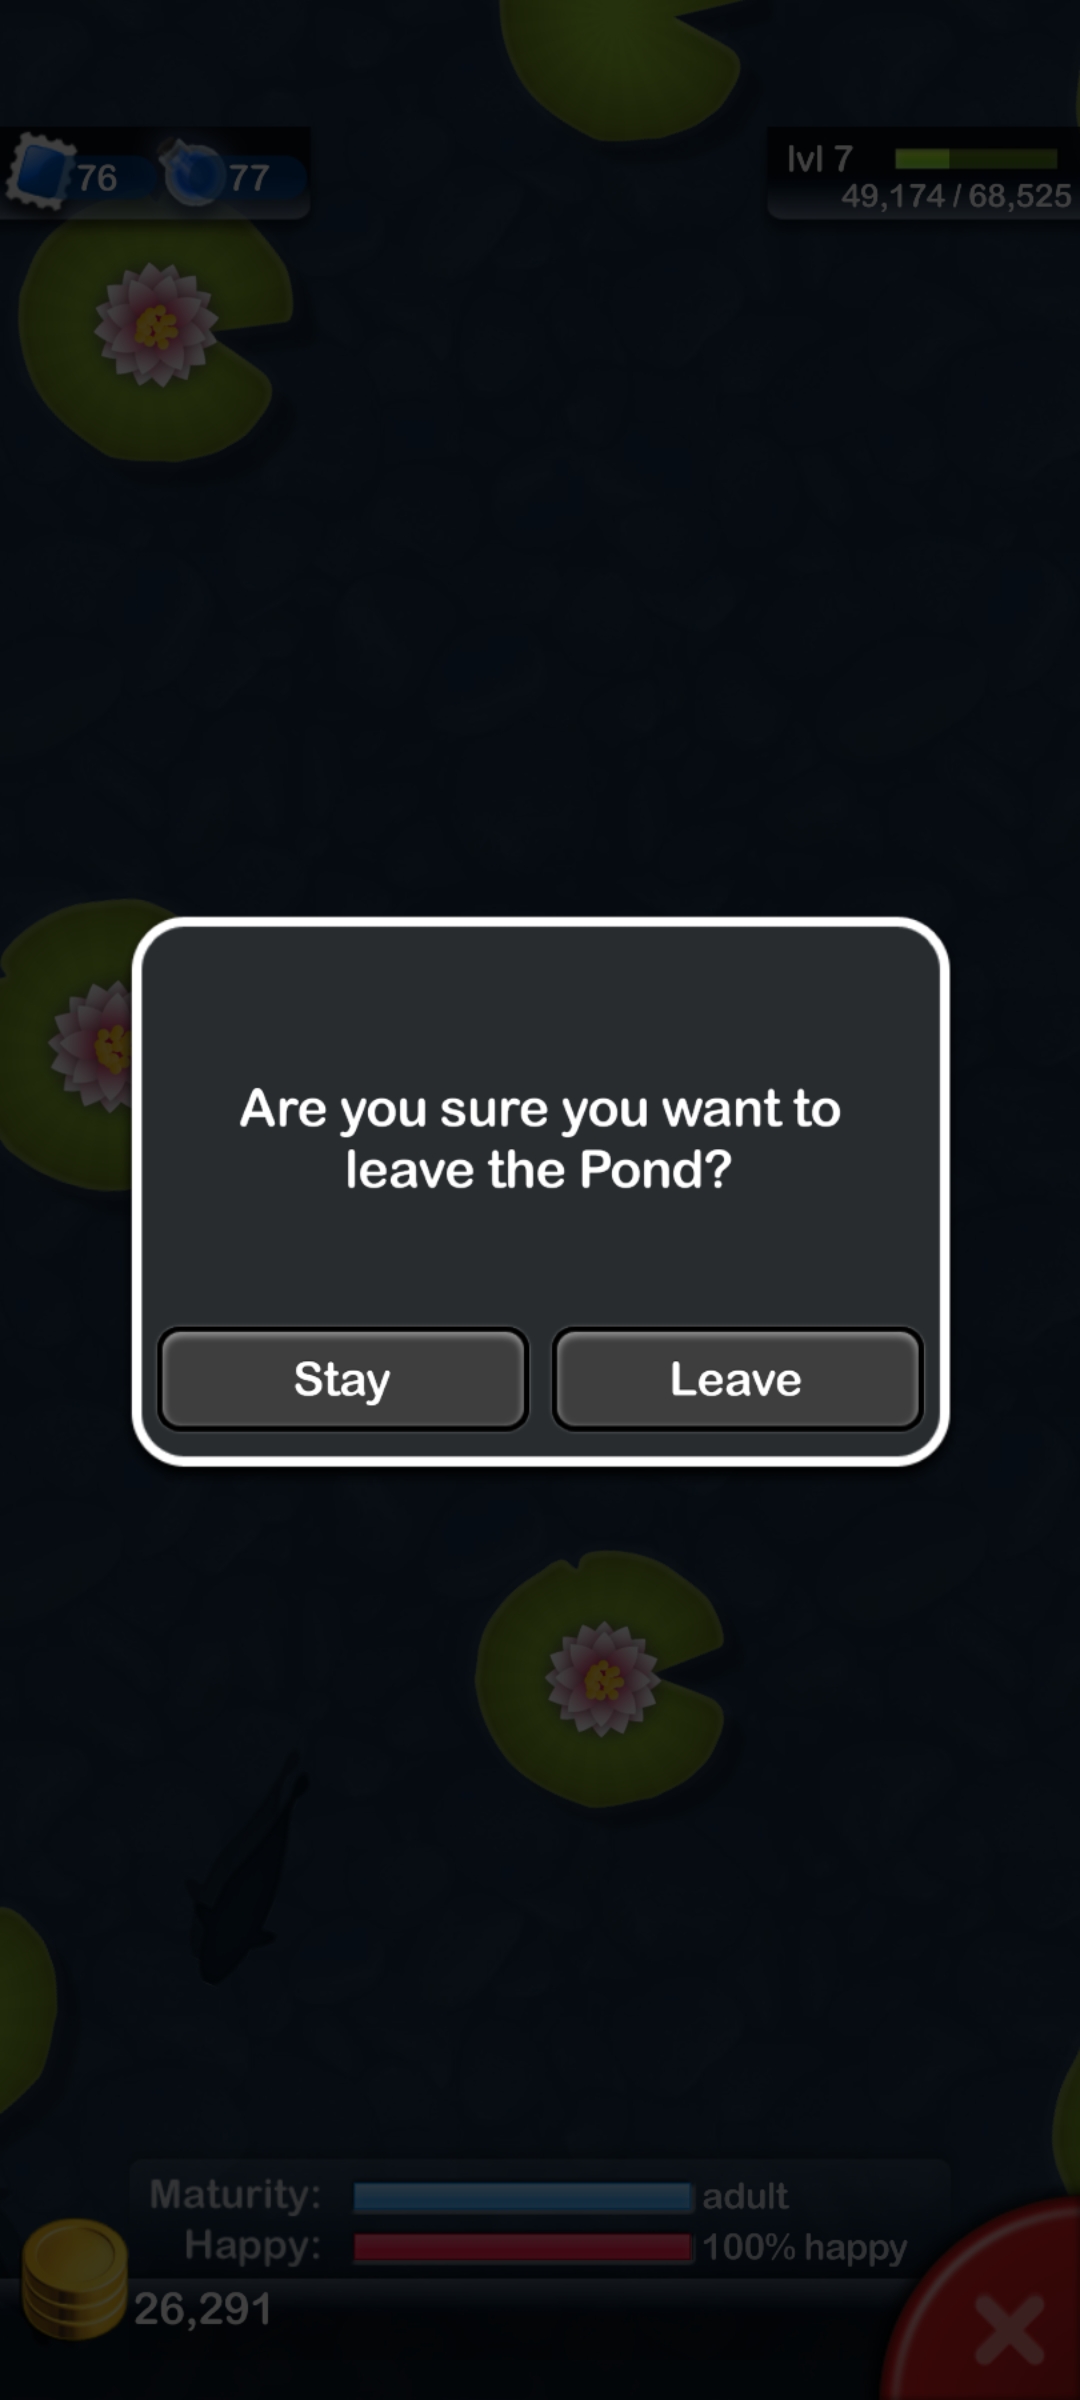 76 77 lvl 7
49,174 / 68,525
Are you sure you want to
leave the Pond?
Stay Leave
Maturity: adult
Happy: 100% happy
26,291